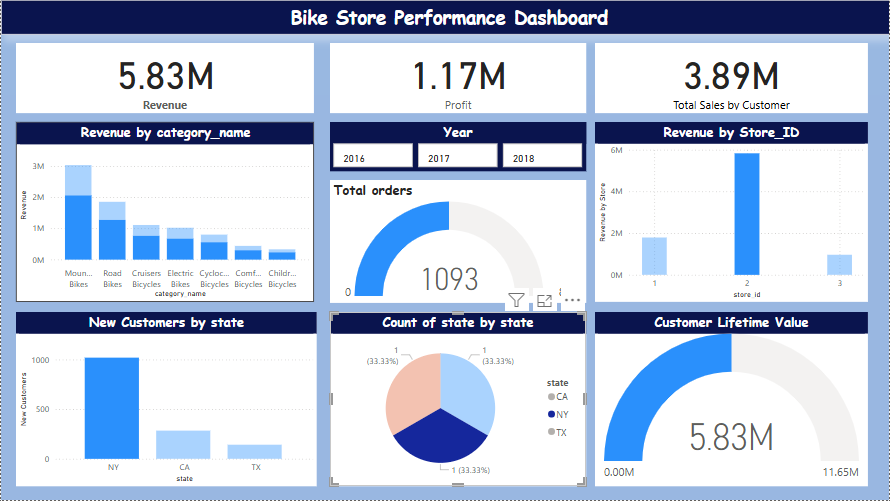 Bike Store Performance Dashboard
5.83M
Revenue
1.17M
Profit
3.89M
Total Sales by Customer
Revenue by category_name
Revenue
3M
2M
1M
0M
Moun... Bikes
Road Bikes
Cruisers Bicycles
Electric Bikes
Cycloc... Bicycles
Comf... Bicycles
Childr... Bicycles
category_name
Year
2016
2017
2018
Total orders
0
1093
Revenue by Store_ID
Revenue by Store
6M
4M
2M
0M
1
2
3
store_id
New Customers by state
New Customers
1000
500
0
NY
CA
TX
state
Count of state by state
1
(33.33%)
1
(33.33%)
1 (33.33%)
state
CA
NY
TX
Customer Lifetime Value
5.83M
0.00M
11.65M